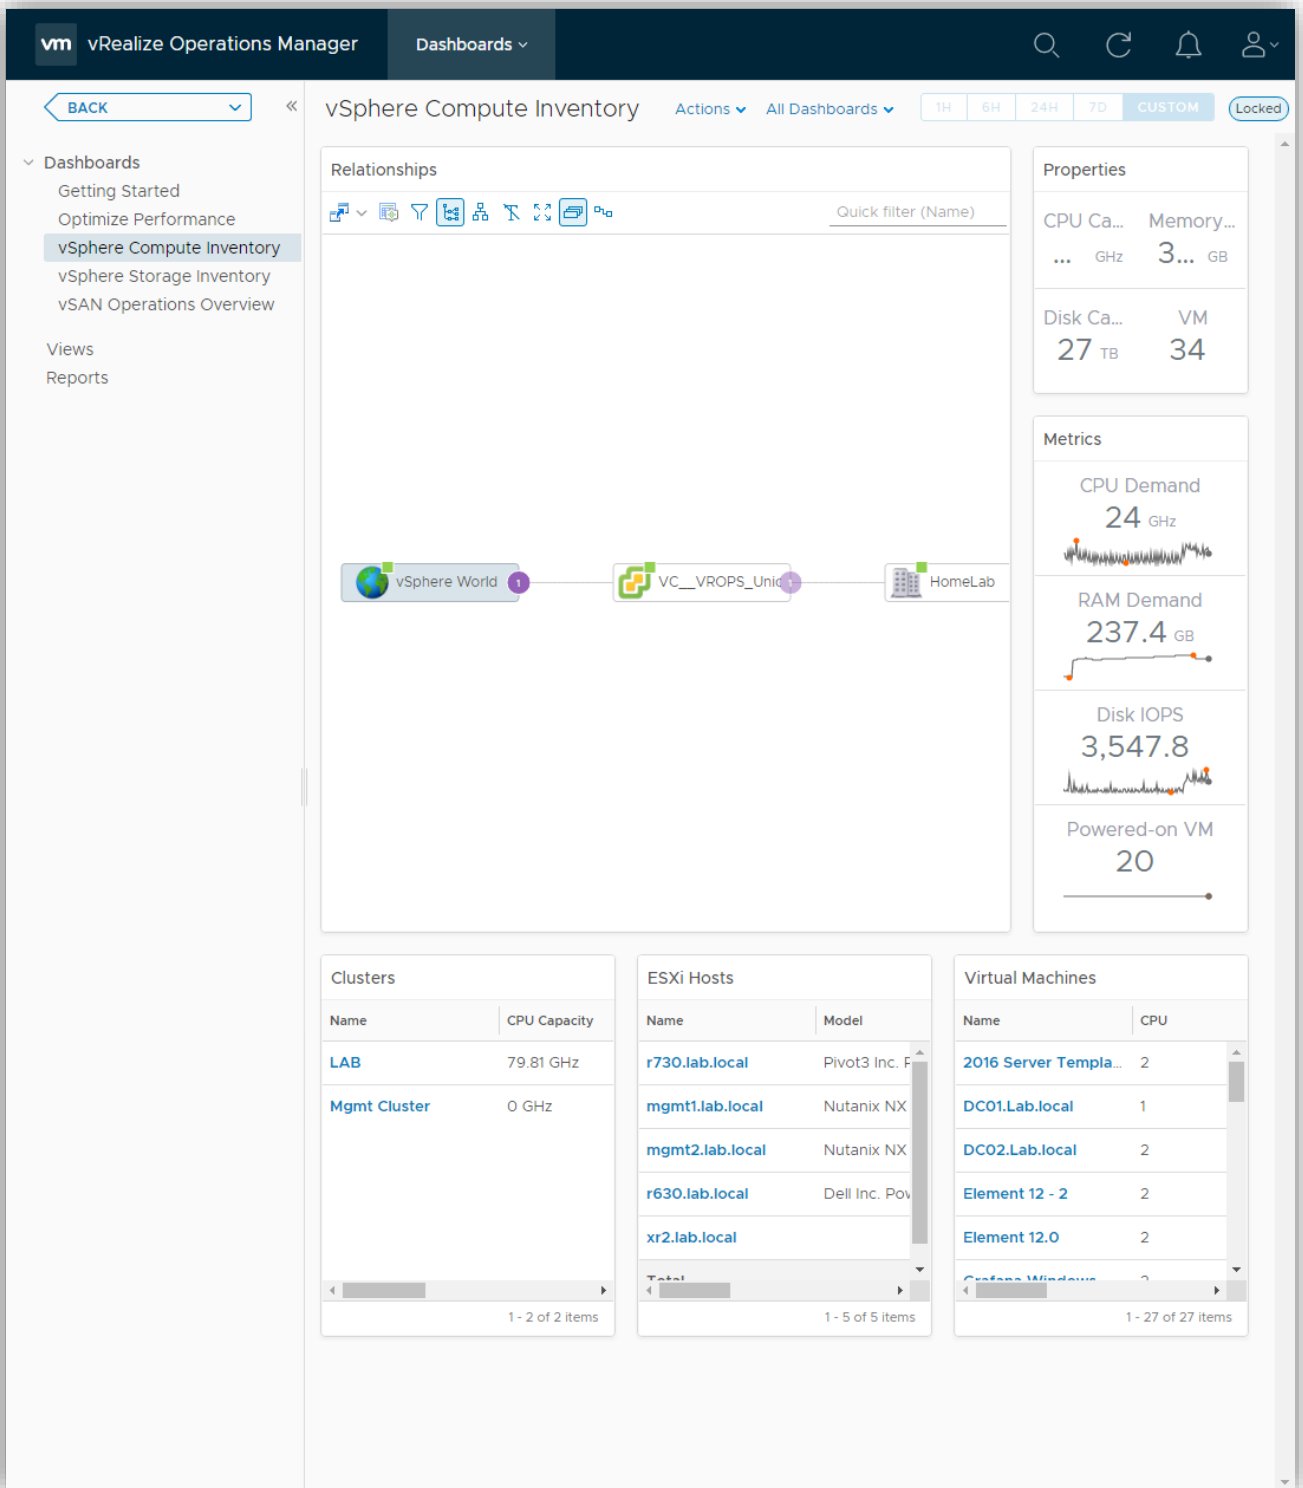 vm vRealize Operations Manager Dashboards
BACK
Dashboards
Getting Started
Optimize Performance
vSphere Compute Inventory
vSphere Storage Inventory
vSAN Operations Overview
Views
Reports
vSphere Compute Inventory Actions All Dashboards 1H 6H 24H 7D CUSTOM Locked
Relationships
Quick filter (Name)
vSphere World 1
VC__VROPS_Unic 1
HomeLab
Properties
CPU Ca... Memory...
... GHz 3... GB
Disk Ca... VM
27 TB 34
Metrics
CPU Demand
24 GHz
RAM Demand
237.4 GB
Disk IOPS
3,547.8
Powered-on VM
20
Clusters
Name CPU Capacity
LAB 79.81 GHz
Mgmt Cluster 0 GHz
1 - 2 of 2 items
ESXi Hosts
Name Model
r730.lab.local Pivot3 Inc. P
mgmt1.lab.local Nutanix NX
mgmt2.lab.local Nutanix NX
r630.lab.local Dell Inc. Pow
xr2.lab.local
Total
1 - 5 of 5 items
Virtual Machines
Name CPU
2016 Server Templa... 2
DC01.Lab.local 1
DC02.Lab.local 2
Element 12 - 2 2
Element 12.0 2
Grafana Windows 2
1 - 27 of 27 items